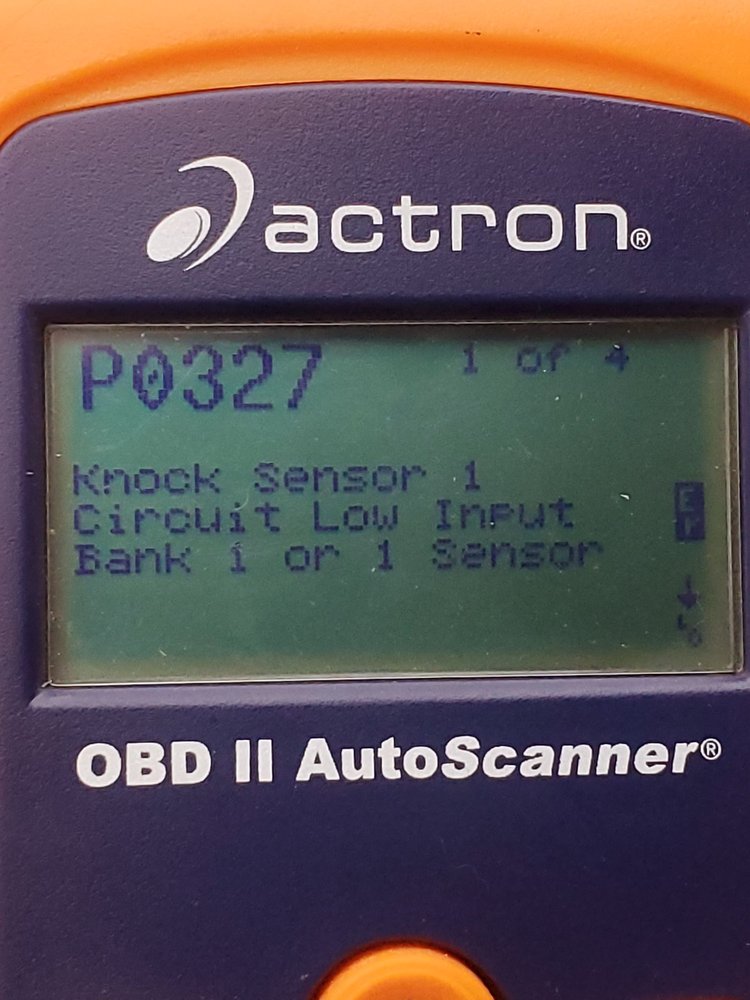 actron®
P0327 1 of 4
Knock Sensor 1
Circuit Low Input
Bank 1 or 1 Sensor
OBD II AutoScanner®